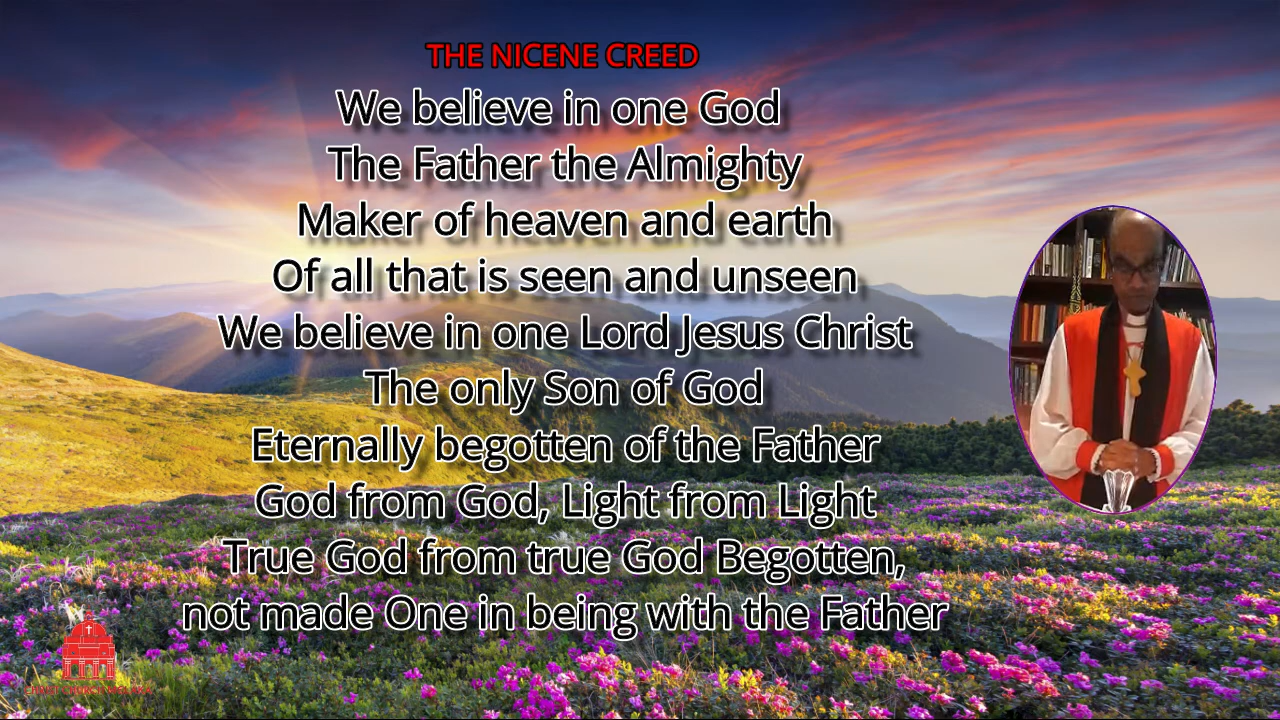 THE NICENE CREED
We believe in one God
The Father the Almighty
Maker of heaven and earth
Of all that is seen and unseen
We believe in one Lord Jesus Christ
The only Son of God
Eternally begotten of the Father
God from God, Light from Light
True God from true God Begotten,
not made One in being with the Father
CHRIST CHURCH